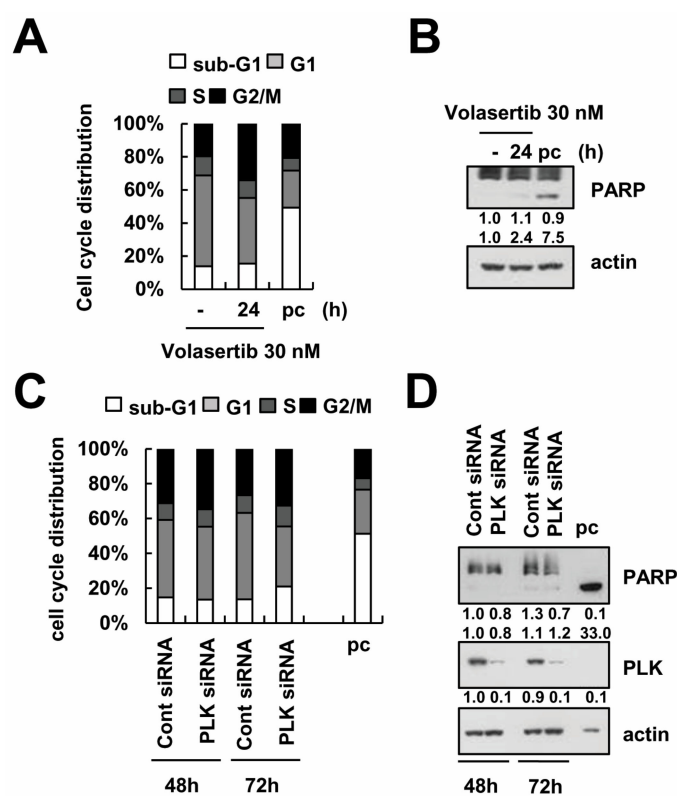 A
sub-G1 G1
S G2/M
Cell cycle distribution
100%
80%
60%
40%
20%
0%
- 24 pc (h)
Volasertib 30 nM
B
Volasertib 30 nM
- 24 pc (h)
PARP
1.0 1.1 0.9
1.0 2.4 7.5
actin
C
sub-G1 G1 S G2/M
cell cycle distribution
100%
80%
60%
40%
20%
0%
Cont siRNA
PLK siRNA
Cont siRNA
PLK siRNA
pc
48h 72h
D
Cont siRNA
PLK siRNA
Cont siRNA
PLK siRNA
pc
PARP
1.0 0.8 1.3 0.7 0.1
1.0 0.8 1.1 1.2 33.0
PLK
1.0 0.1 0.9 0.1 0.1
actin
48h 72h